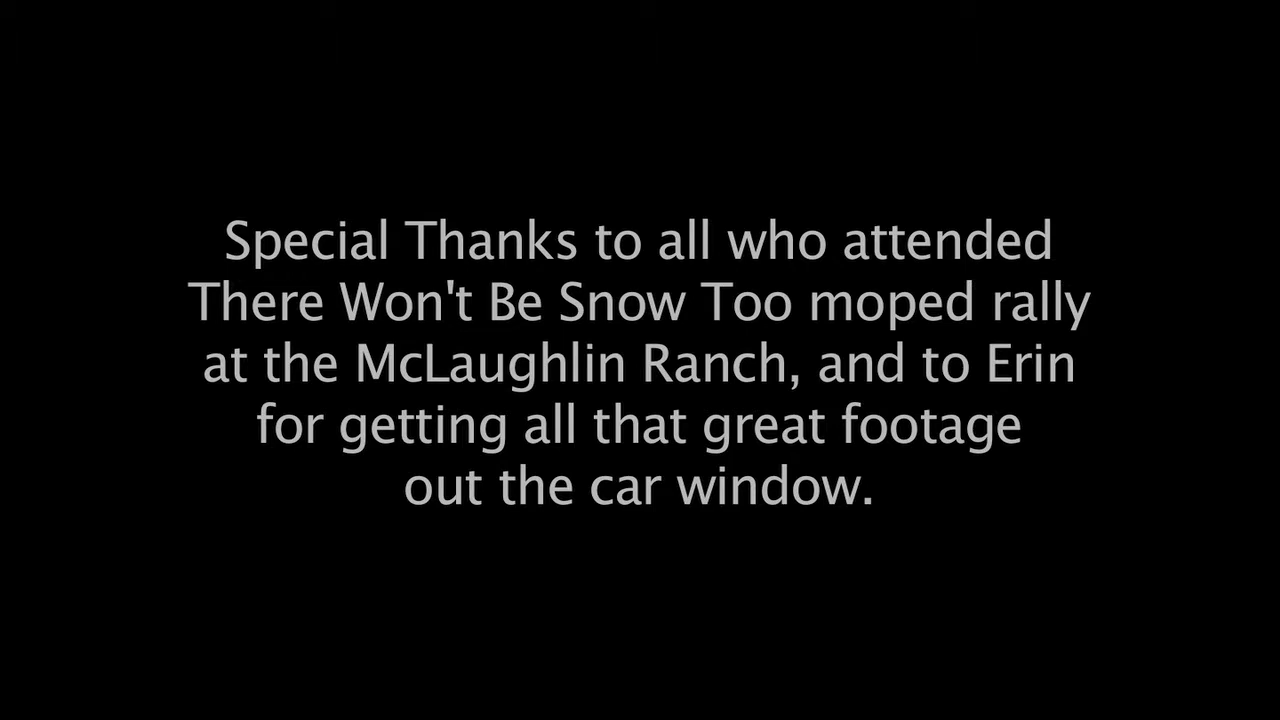 Special Thanks to all who attended
There Won't Be Snow Too moped rally
at the McLaughlin Ranch, and to Erin
for getting all that great footage
out the car window.